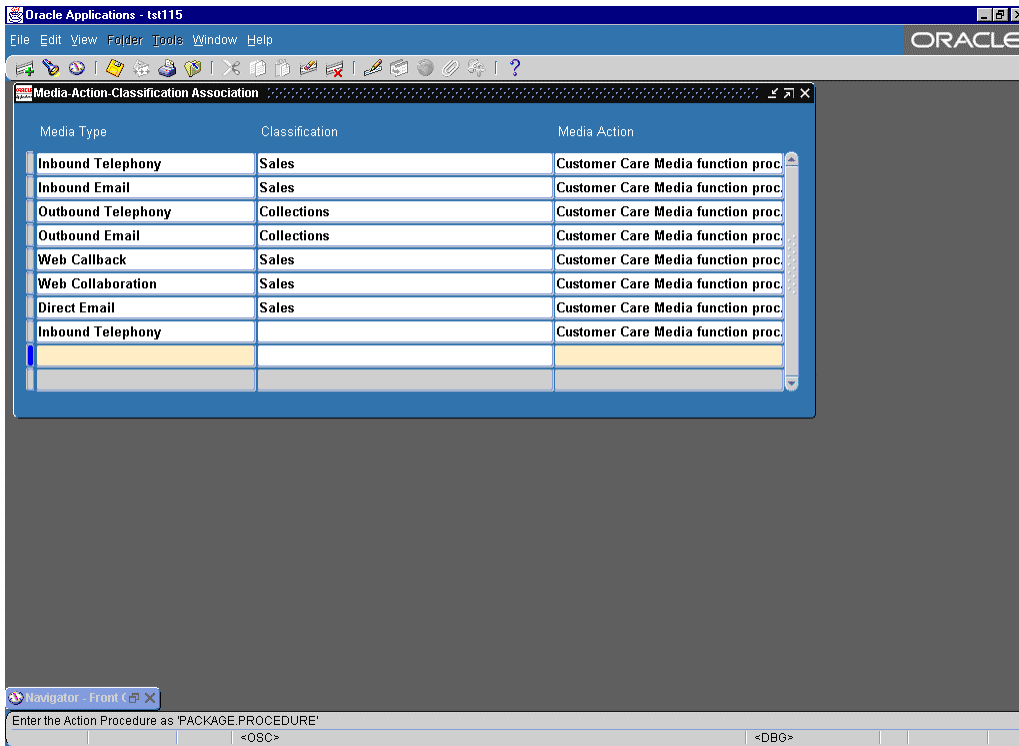 Oracle Applications - tst115
File Edit View Folder Tools Window Help
ORACLE
Media-Action-Classification Association
Media Type Classification Media Action
Inbound Telephony Sales Customer Care Media function proc.
Inbound Email Sales Customer Care Media function proc.
Outbound Telephony Collections Customer Care Media function proc.
Outbound Email Collections Customer Care Media function proc.
Web Callback Sales Customer Care Media function proc.
Web Collaboration Sales Customer Care Media function proc.
Direct Email Sales Customer Care Media function proc.
Inbound Telephony Customer Care Media function proc.
Navigator - Front
Enter the Action Procedure as 'PACKAGE.PROCEDURE'
<OSC> <DBG>